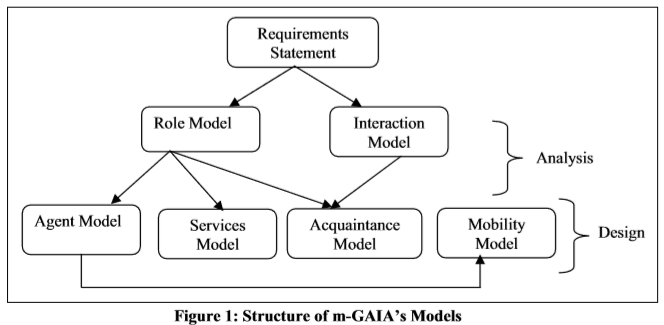 Requirements
Statement
Role Model
Interaction
Model
Analysis
Agent Model
Services
Model
Acquaintance
Model
Mobility
Model
Design
Figure 1: Structure of m-GAIA's Models